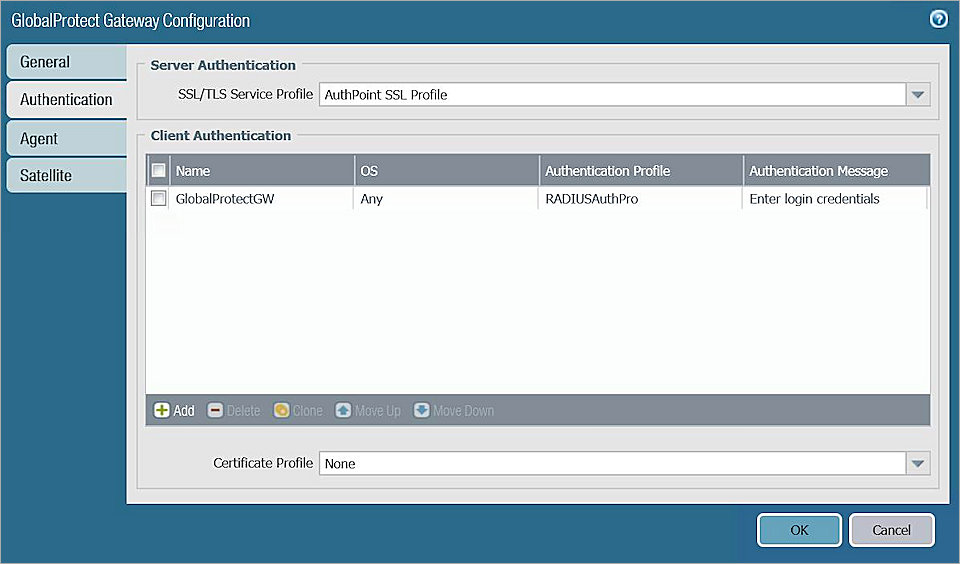 GlobalProtect Gateway Configuration
General
Authentication
Agent
Satellite
Server Authentication
SSL/TLS Service Profile AuthPoint SSL Profile
Client Authentication
Name OS Authentication Profile Authentication Message
GlobalProtectGW Any RADIUSAuthPro Enter login credentials
Add Delete Clone Move Up Move Down
Certificate Profile None
OK Cancel